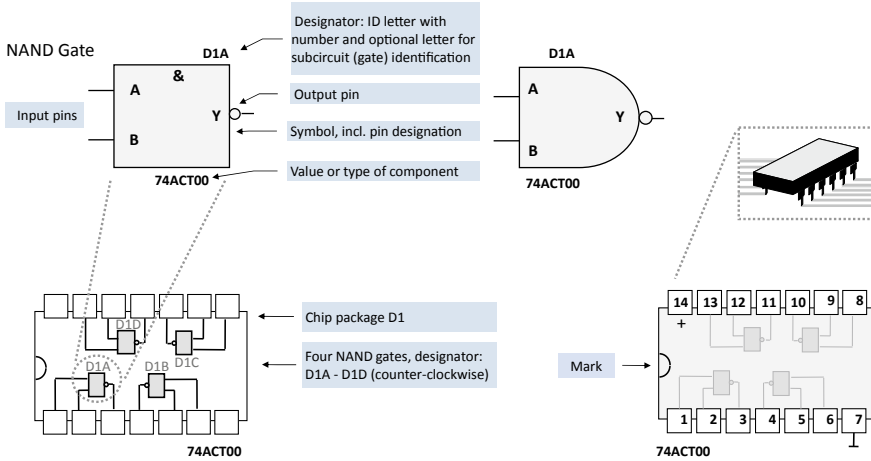 NAND Gate
Designator: ID letter with
number and optional letter for
subcircuit (gate) identification
D1A
&
A
Y
B
Input pins
Output pin
Symbol, incl. pin designation
74ACT00
Value or type of component
D1A
A
Y
B
74ACT00
D1D
D1C
D1A
D1B
Chip package D1
Four NAND gates, designator:
D1A - D1D (counter-clockwise)
74ACT00
14 13 12 11 10 9 8
+
Mark
1 2 3 4 5 6 7
74ACT00